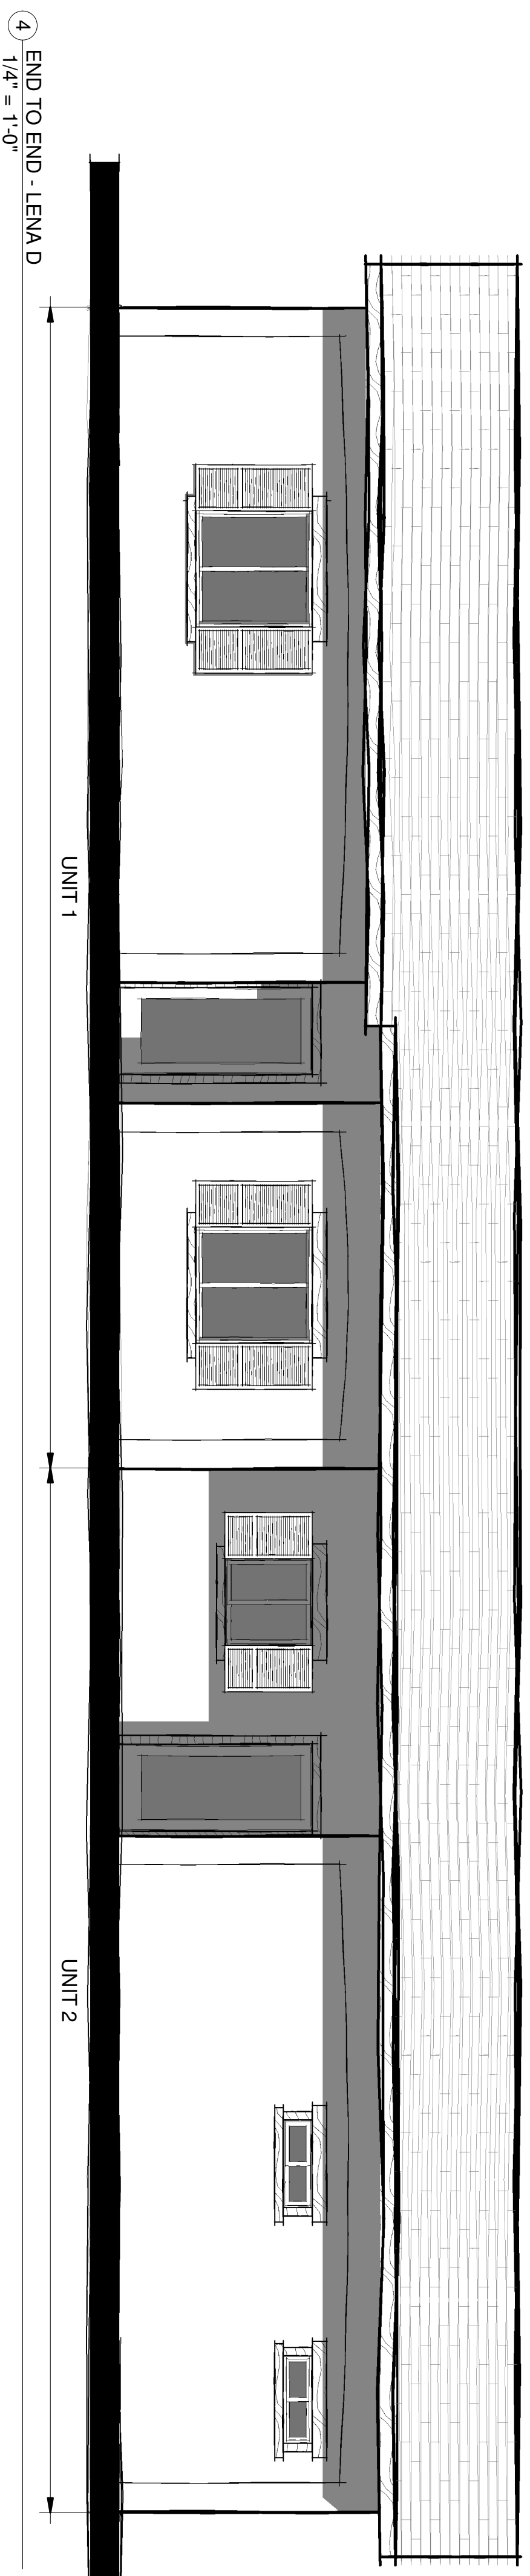 4
END TO END - LENA D
1/4" = 1'-0"
UNIT 1
UNIT 2